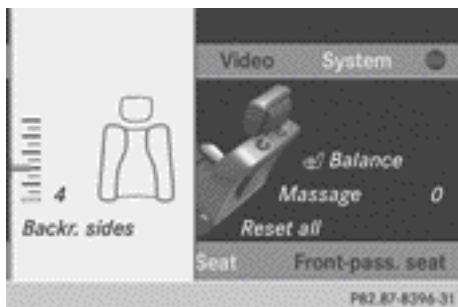 Video System
Balance
4 Massage 0
Backr. sides Reset all
Seat Front-pass. seat
P82.87-8396-31